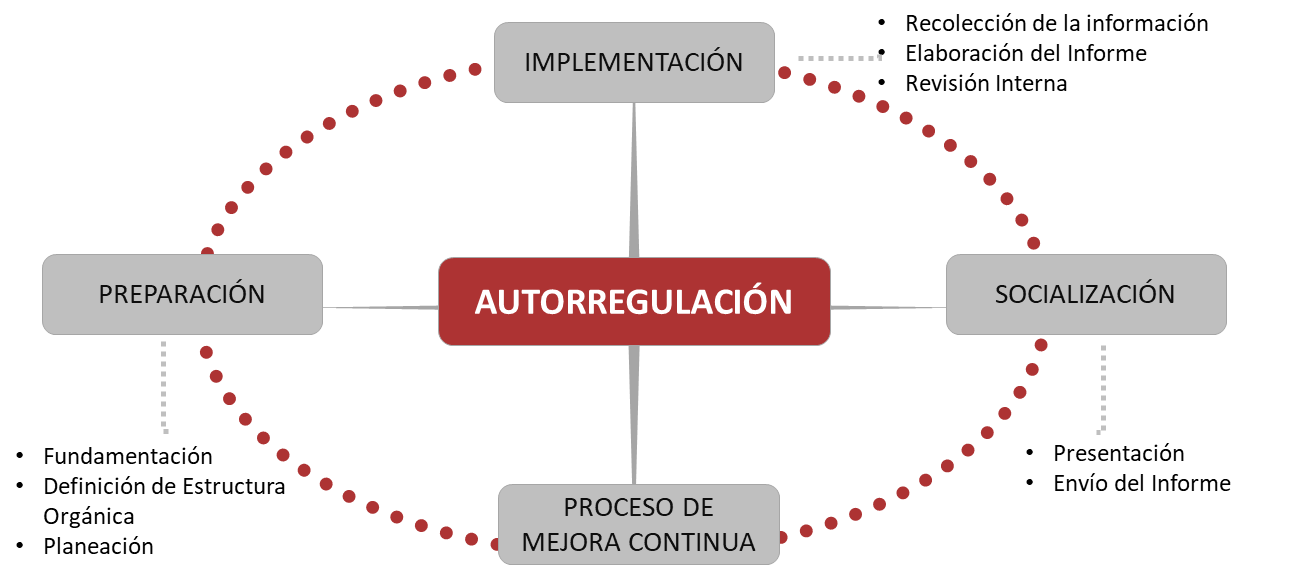 IMPLEMENTACIÓN
• Recolección de la información
• Elaboración del Informe
• Revisión Interna
PREPARACIÓN
AUTORREGULACIÓN
SOCIALIZACIÓN
• Fundamentación
• Definición de Estructura
Orgánica
• Planeación
PROCESO DE
MEJORA CONTINUA
• Presentación
• Envío del Informe